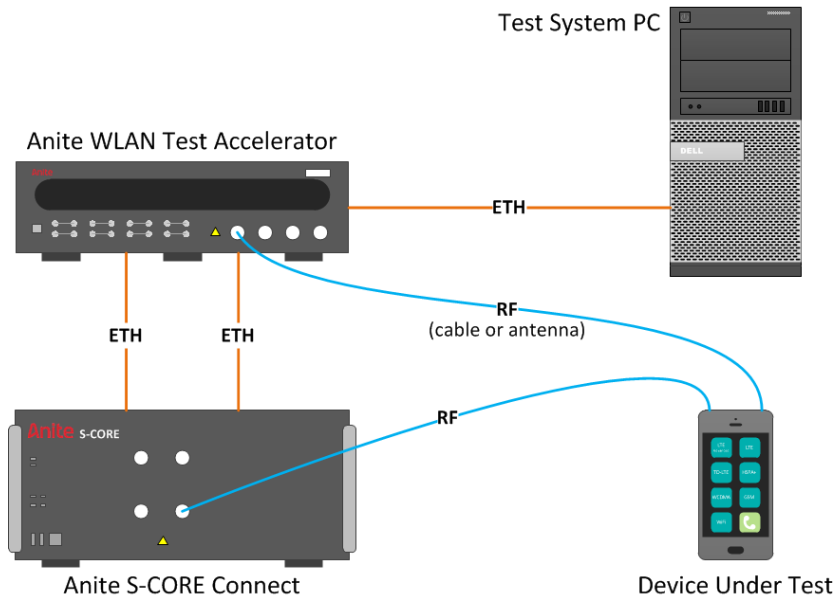 Test System PC
Anite WLAN Test Accelerator
DELL
ETH
ETH
ETH
RF
(cable or antenna)
RF
Anite S-CORE
LTE
LTE
TD-LTE
HSPA+
WCDMA
GSM
WiFi
Anite S-CORE Connect
Device Under Test